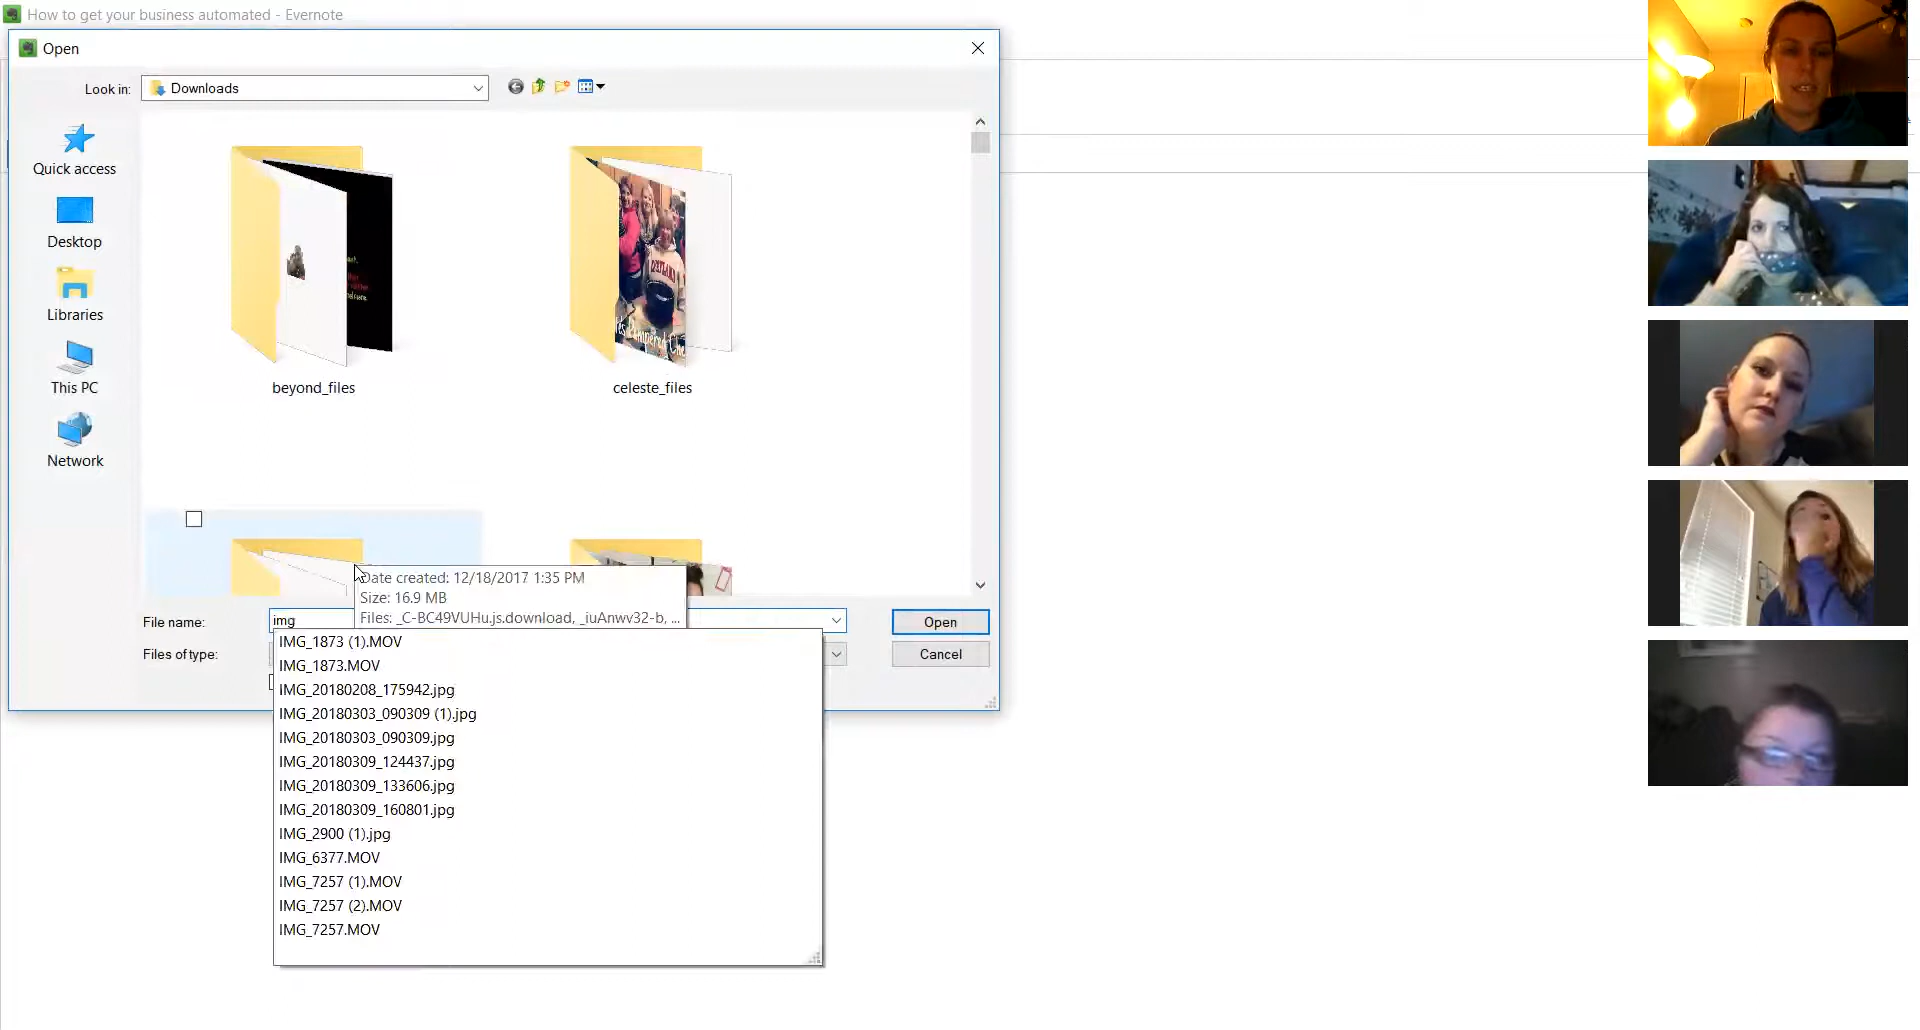 How to get your business automated - Evernote
Open
Look in:
Downloads
Quick access
Desktop
Libraries
This PC
Network
beyond_files
celeste_files
Date created: 12/18/2017 1:35 PM
Size: 16.9 MB
Files: _C-BC49VUHu.js.download, _iuAnwv32-b, ...
File name:
img
Open
Files of type:
Cancel
IMG_1873 (1).MOV
IMG_1873.MOV
IMG_20180208_175942.jpg
IMG_20180303_090309 (1).jpg
IMG_20180303_090309.jpg
IMG_20180309_124437.jpg
IMG_20180309_133606.jpg
IMG_20180309_160801.jpg
IMG_2900 (1).jpg
IMG_6377.MOV
IMG_7257 (1).MOV
IMG_7257 (2).MOV
IMG_7257.MOV